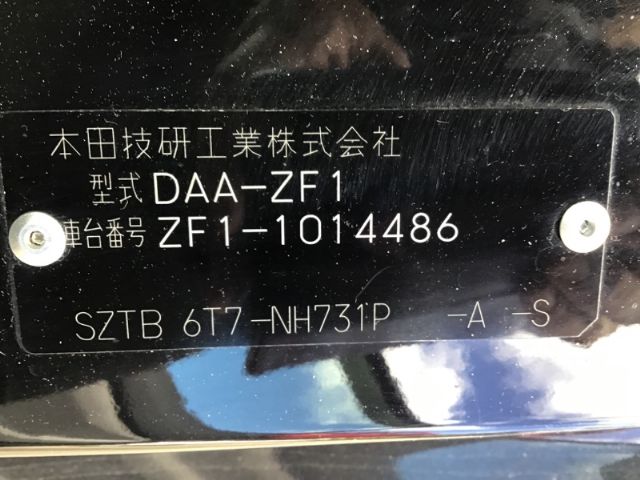 本田技研工業株式会社
型式 DAA-ZF1
車台番号 ZF1-1014486
SZTB 6T7-NH731P -A -S